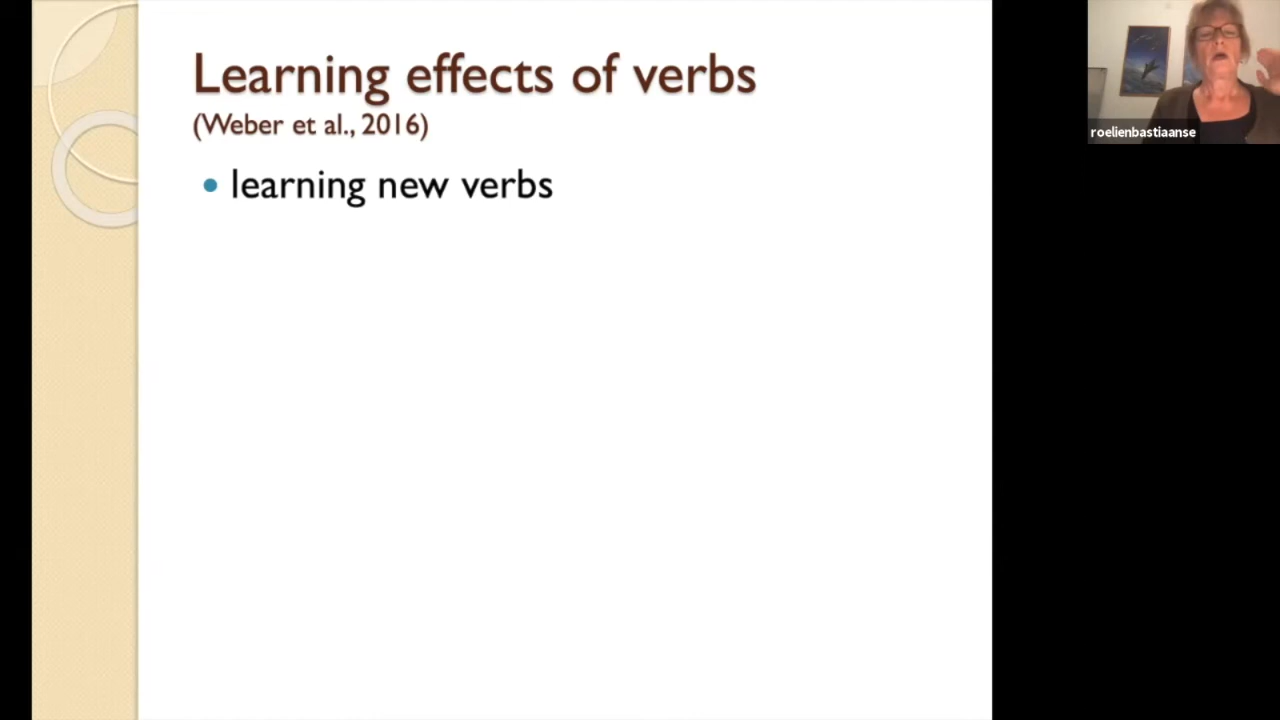 Learning effects of verbs
(Weber et al., 2016)
• learning new verbs
roelienbastiaanse